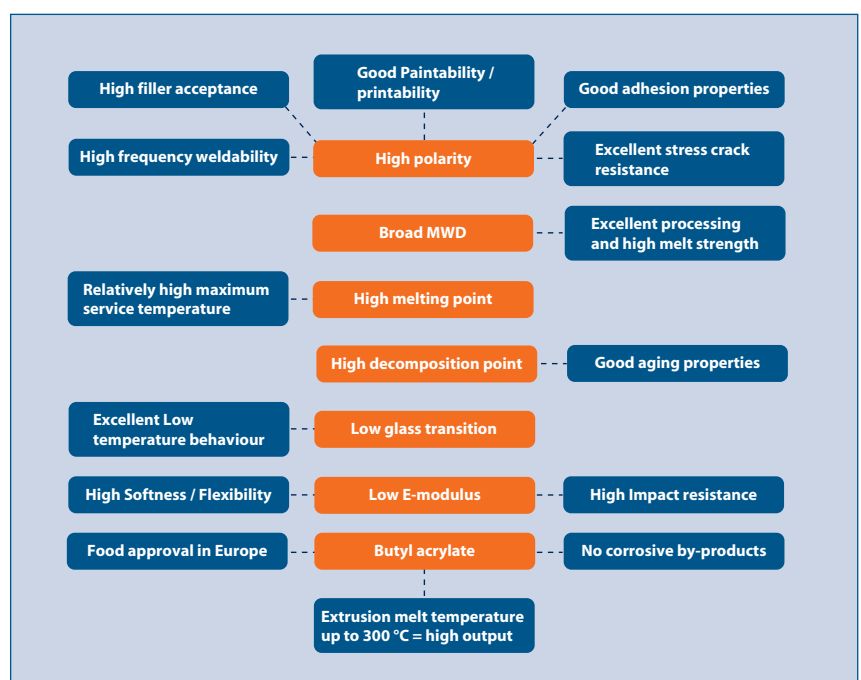 Good Paintability /
printability
High filler acceptance
Good adhesion properties
High frequency weldability
High polarity
Excellent stress crack
resistance
Broad MWD
Excellent processing
and high melt strength
Relatively high maximum
service temperature
High melting point
High decomposition point
Good aging properties
Excellent Low
temperature behaviour
Low glass transition
High Softness / Flexibility
Low E-modulus
High Impact resistance
Food approval in Europe
Butyl acrylate
No corrosive by-products
Extrusion melt temperature
up to 300 °C = high output